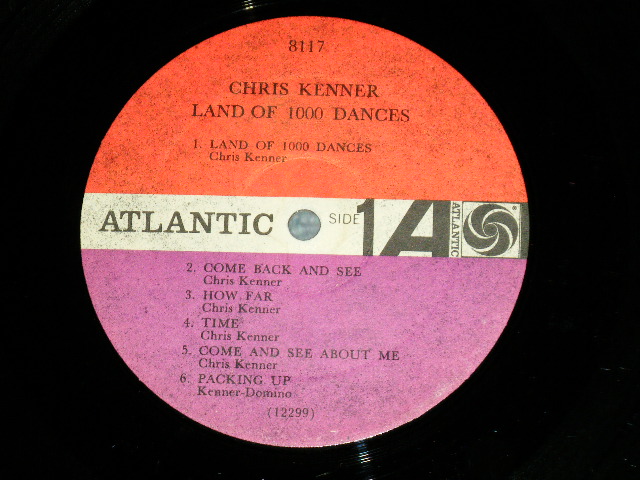 8117
CHRIS KENNER
LAND OF 1000 DANCES
1. LAND OF 1000 DANCES
Chris Kenner
ATLANTIC SIDE 1 A ATLANTIC
2. COME BACK AND SEE
Chris Kenner
3. HOW FAR
Chris Kenner
4. TIME
Chris Kenner
5. COME AND SEE ABOUT ME
Chris Kenner
6. PACKING UP
Kenner-Domino
(12299)